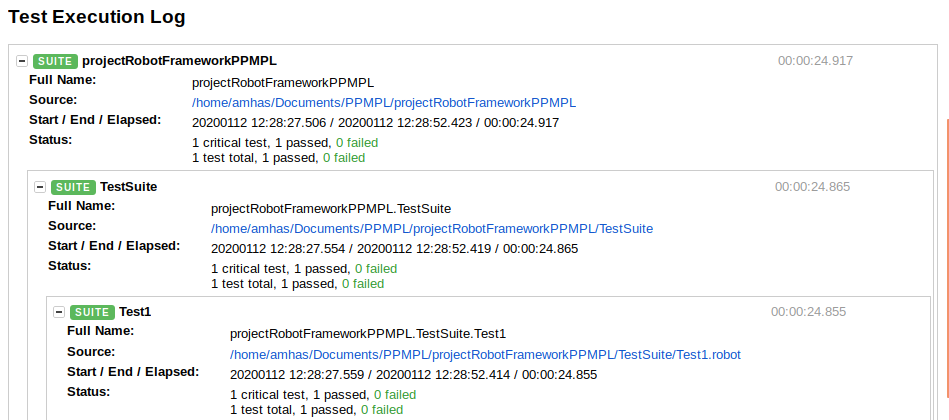 Test Execution Log
SUITE projectRobotFrameworkPPMPL 00:00:24.917
Full Name: projectRobotFrameworkPPMPL
Source: /home/amhas/Documents/PPMPL/projectRobotFrameworkPPMPL
Start / End / Elapsed: 20200112 12:28:27.506 / 20200112 12:28:52.423 / 00:00:24.917
Status: 1 critical test, 1 passed, 0 failed
1 test total, 1 passed, 0 failed
SUITE TestSuite 00:00:24.865
Full Name: projectRobotFrameworkPPMPL.TestSuite
Source: /home/amhas/Documents/PPMPL/projectRobotFrameworkPPMPL/TestSuite
Start / End / Elapsed: 20200112 12:28:27.554 / 20200112 12:28:52.419 / 00:00:24.865
Status: 1 critical test, 1 passed, 0 failed
1 test total, 1 passed, 0 failed
SUITE Test1 00:00:24.855
Full Name: projectRobotFrameworkPPMPL.TestSuite.Test1
Source: /home/amhas/Documents/PPMPL/projectRobotFrameworkPPMPL/TestSuite/Test1.robot
Start / End / Elapsed: 20200112 12:28:27.559 / 20200112 12:28:52.414 / 00:00:24.855
Status: 1 critical test, 1 passed, 0 failed
1 test total, 1 passed, 0 failed